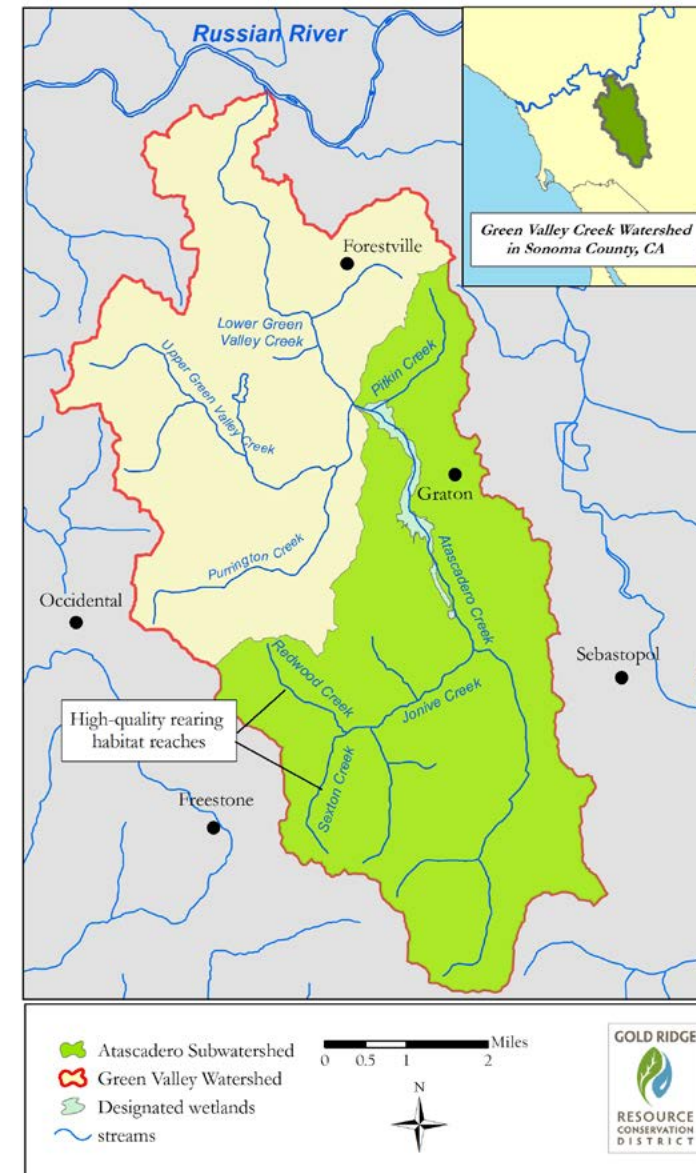 Russian River
Green Valley Creek Watershed
in Sonoma County, CA
Forestville
Lower Green
Valley Creek
Pitkin Creek
Upper Green Valley Creek
Graton
Purrington Creek
Atascadero Creek
Occidental
Sebastopol
Redwood Creek
High-quality rearing
habitat reaches
Jonive Creek
Sexton Creek
Freestone
Atascadero Subwatershed
Green Valley Watershed
Designated wetlands
streams
Miles
0 0.5 1 2
N
GOLD RIDGE
RESOURCE
CONSERVATION
DISTRICT